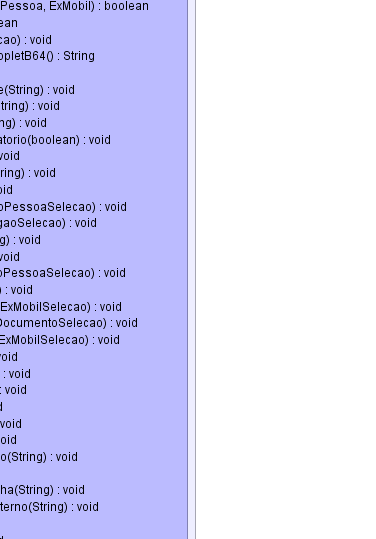 Pessoa, ExMobil) : boolean
ean
cao) : void
ppletB64() : String
e(String) : void
tring) : void
ng) : void
atorio(boolean) : void
void
ring) : void
oid
oPessoaSelecao) : void
gaoSelecao) : void
g) : void
void
oPessoaSelecao) : void
) : void
ExMobilSelecao) : void
DocumentoSelecao) : void
ExMobilSelecao) : void
void
: void
: void
d
void
oid
o(String) : void
ha(String) : void
terno(String) : void